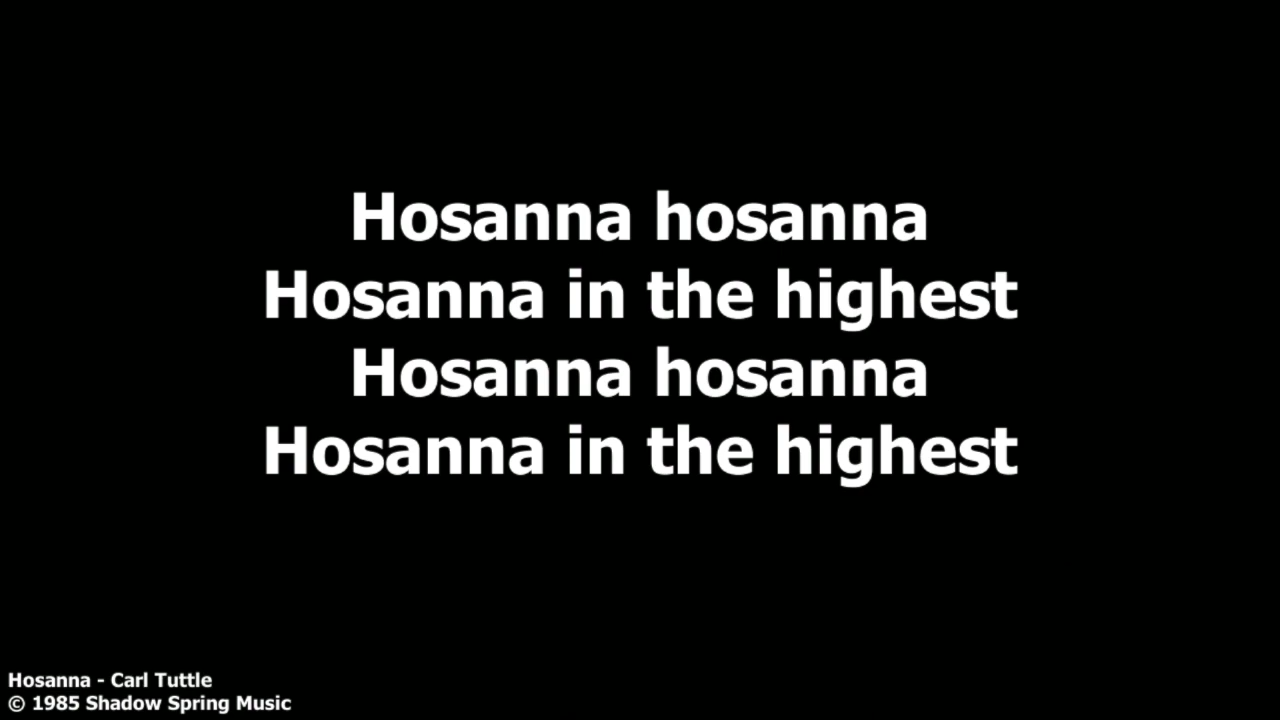 Hosanna hosanna
Hosanna in the highest
Hosanna hosanna
Hosanna in the highest
Hosanna - Carl Tuttle
© 1985 Shadow Spring Music